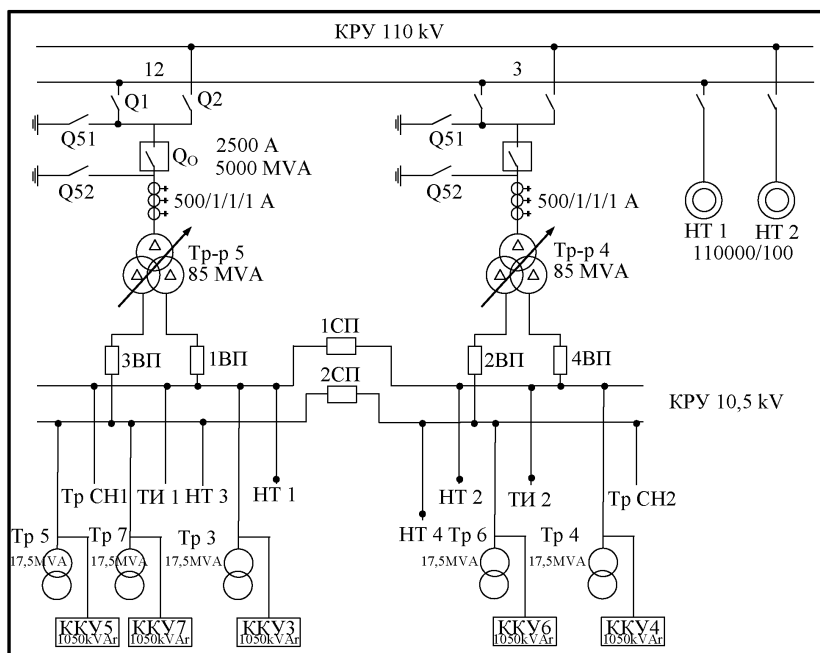 КРУ 110 kV
12
3
Q1
Q2
Q51
Q51
QO
2500 A
5000 MVA
Q52
Q52
500/1/1/1 A
500/1/1/1 A
НТ 1
НТ 2
110000/100
Тр-р 5
85 MVA
Тр-р 4
85 MVA
1СП
3ВП
1ВП
2ВП
4ВП
2СП
КРУ 10,5 kV
Тр СН1
ТИ 1
НТ 3
НТ 1
НТ 2
ТИ 2
Тр СН2
НТ 4
Тр 5
Тр 7
Тр 3
Тр 6
Тр 4
17,5MVA
17,5MVA
17,5MVA
17,5MVA
17,5MVA
ККУ5
1050kVAr
ККУ7
1050kVAr
ККУ3
1050kVAr
ККУ6
1050kVAr
ККУ4
1050kVAr